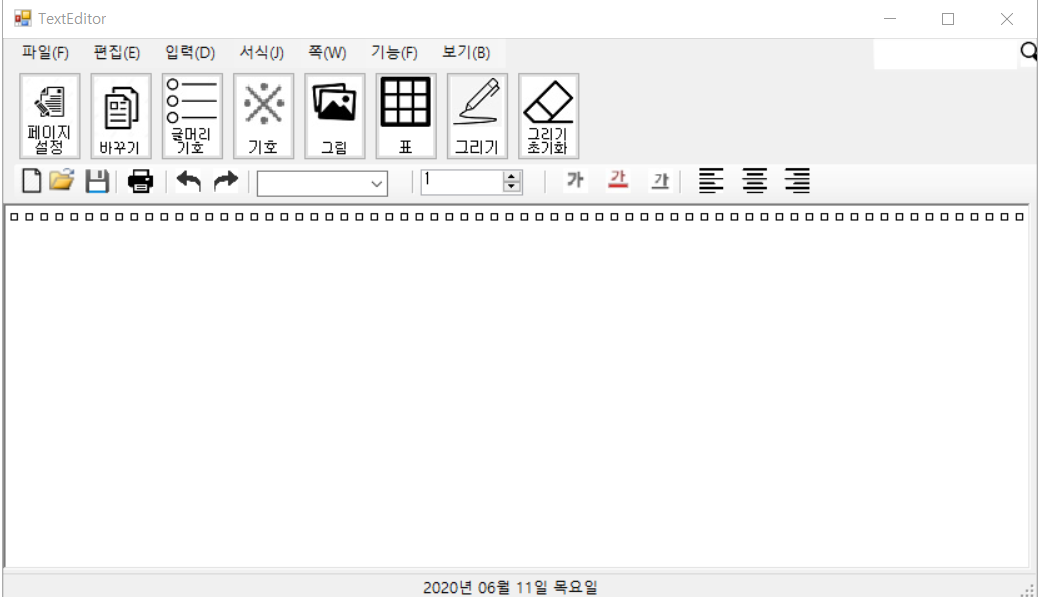 TextEditor
파일(F) 편집(E) 입력(D) 서식(J) 쪽(W) 기능(F) 보기(B)
페이지 설정 바꾸기 글머리 기호 기호 그림 표 그리기 그리기 초기화
1 가 가 가
2020년 06월 11일 목요일